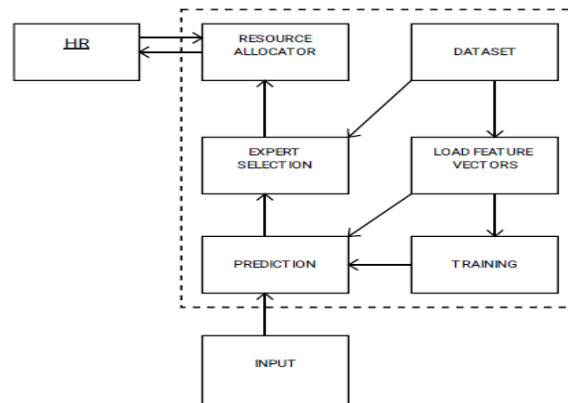 HR
RESOURCE
ALLOCATOR
DATASET
EXPERT
SELECTION
LOAD FEATURE
VECTORS
PREDICTION
TRAINING
INPUT